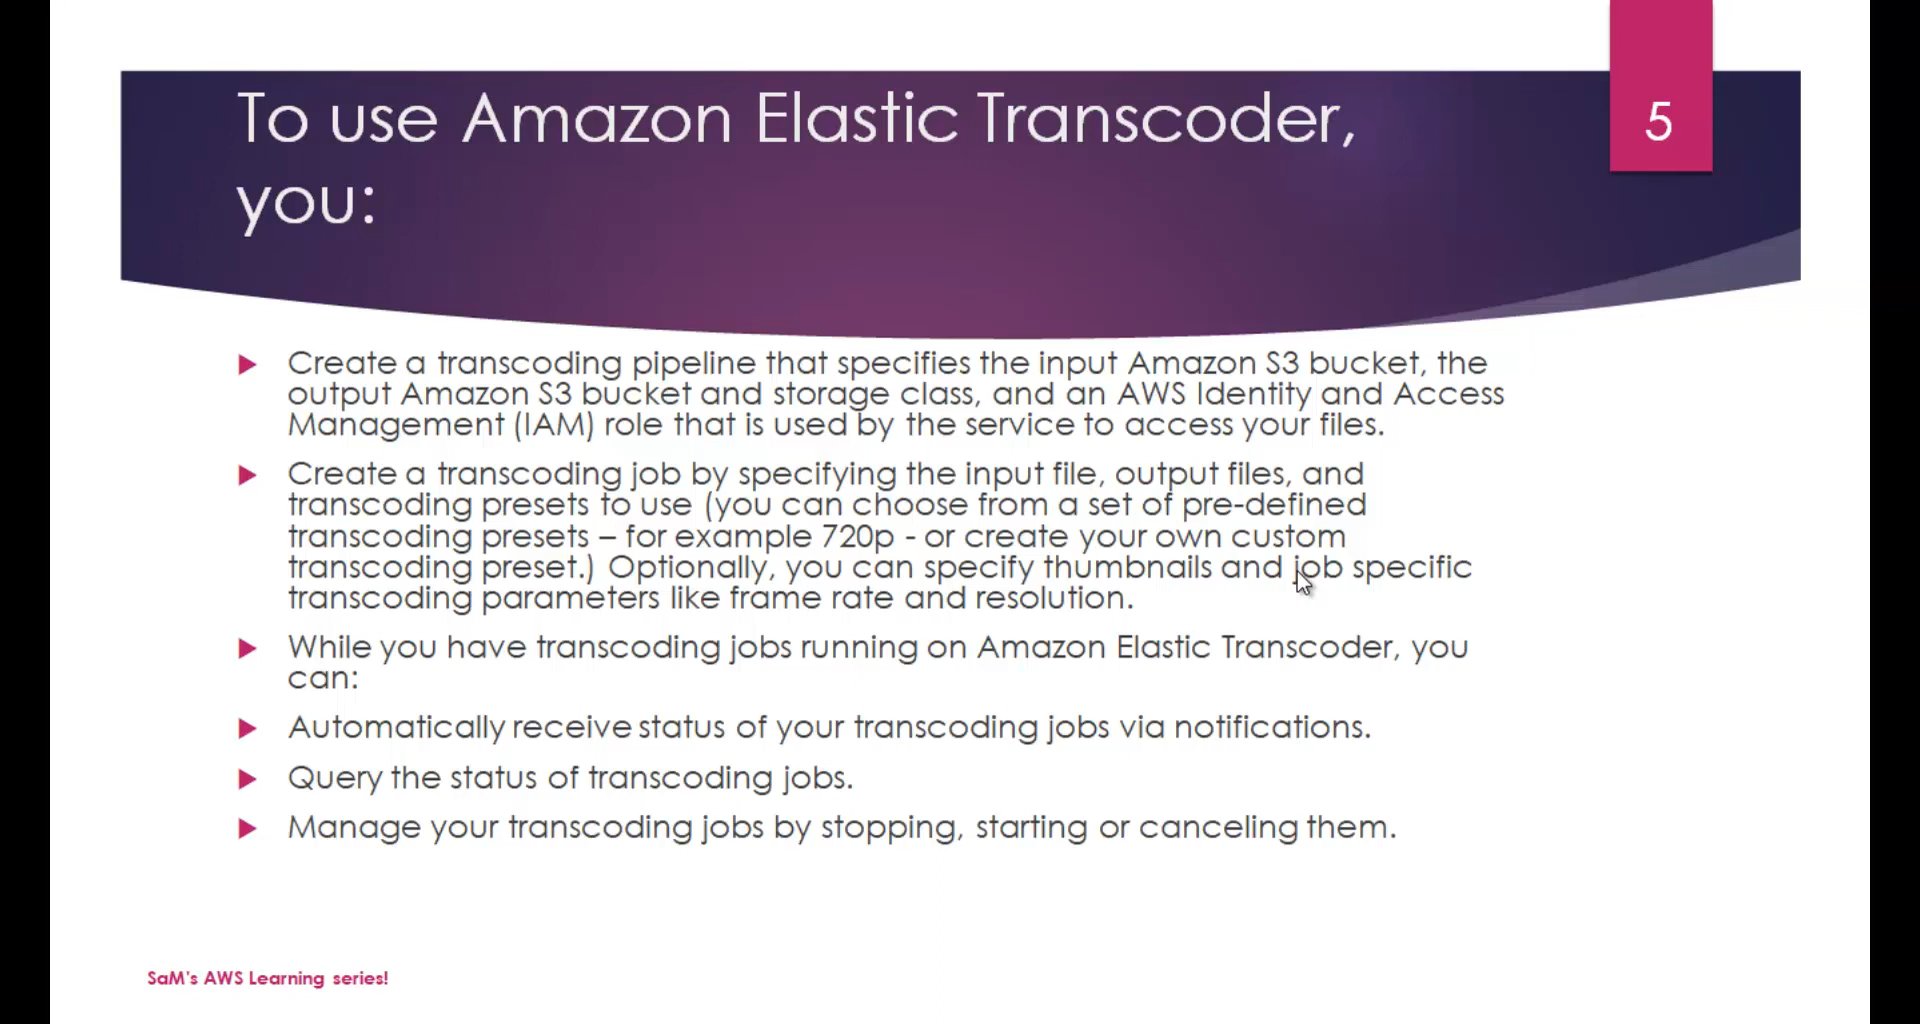 To use Amazon Elastic Transcoder,
you:
5
Create a transcoding pipeline that specifies the input Amazon S3 bucket, the
output Amazon S3 bucket and storage class, and an AWS Identity and Access
Management (IAM) role that is used by the service to access your files.
Create a transcoding job by specifying the input file, output files, and
transcoding presets to use (you can choose from a set of pre-defined
transcoding presets – for example 720p - or create your own custom
transcoding preset.) Optionally, you can specify thumbnails and job specific
transcoding parameters like frame rate and resolution.
While you have transcoding jobs running on Amazon Elastic Transcoder, you
can:
Automatically receive status of your transcoding jobs via notifications.
Query the status of transcoding jobs.
Manage your transcoding jobs by stopping, starting or canceling them.
SaM's AWS Learning series!